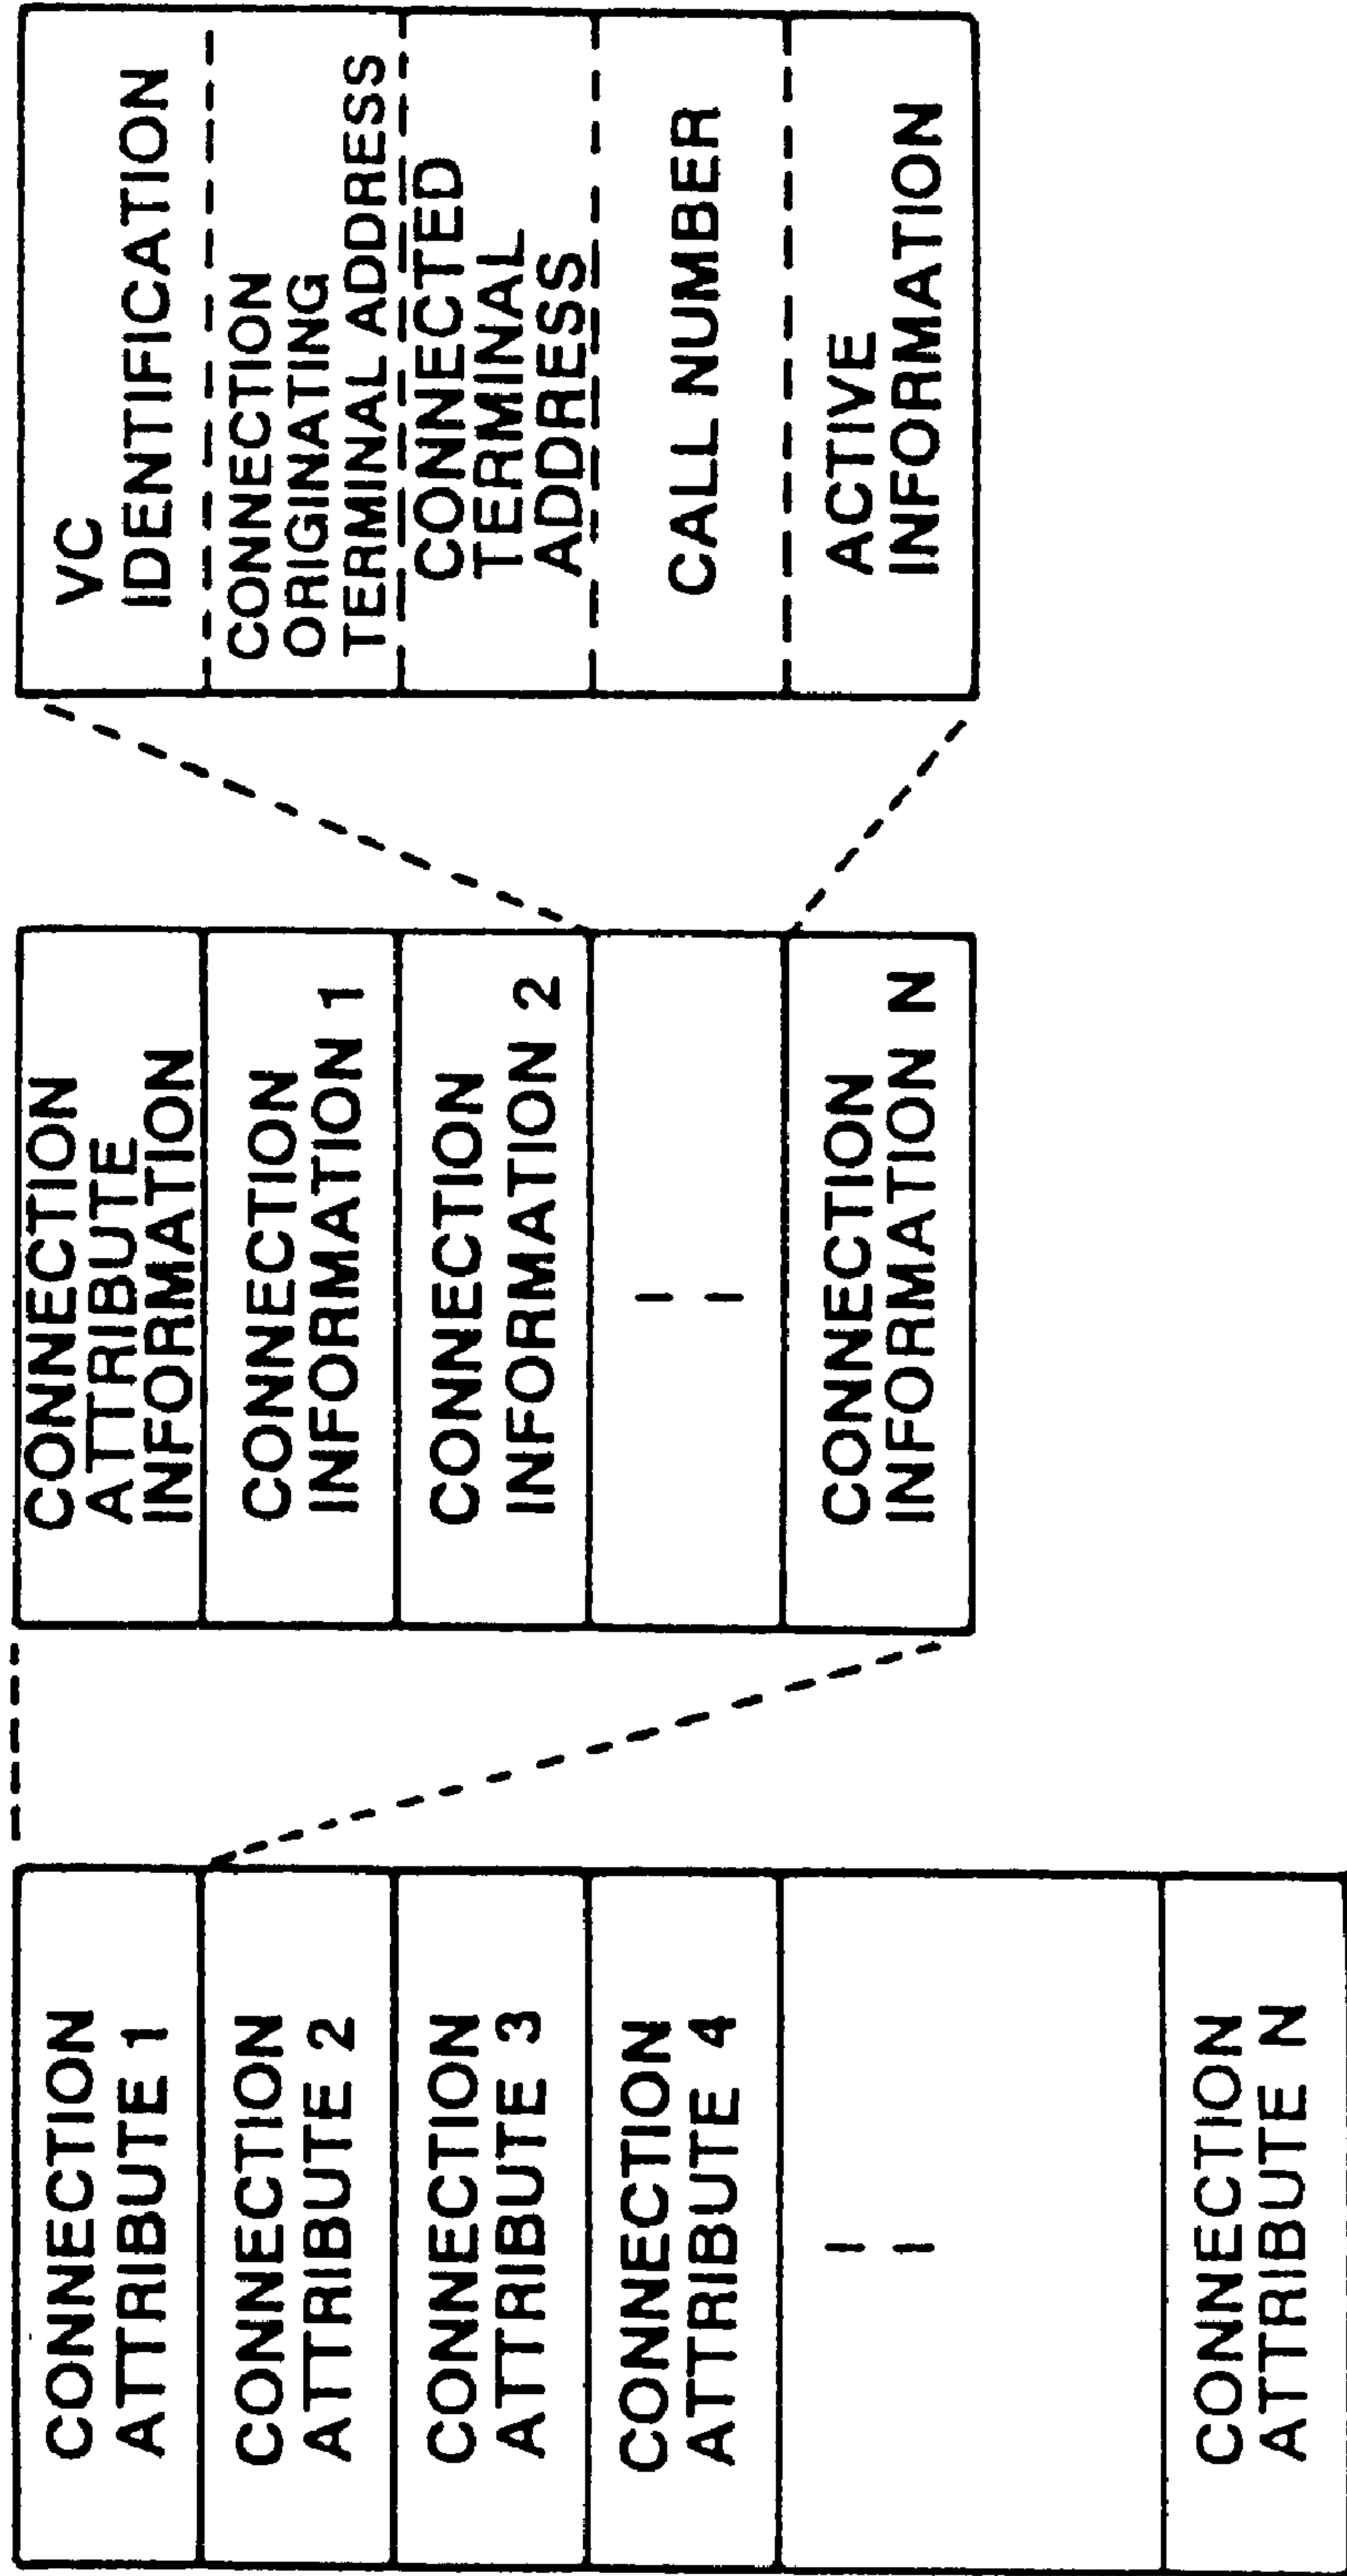 CONNECTION
ATTRIBUTE 1
CONNECTION
ATTRIBUTE 2
CONNECTION
ATTRIBUTE 3
CONNECTION
ATTRIBUTE 4
CONNECTION
ATTRIBUTE N
CONNECTION
ATTRIBUTE
INFORMATION
CONNECTION
INFORMATION 1
CONNECTION
INFORMATION 2
CONNECTION
INFORMATION N
VC
IDENTIFICATION
CONNECTION
ORIGINATING
TERMINAL ADDRESS
CONNECTED
TERMINAL
ADDRESS
CALL NUMBER
ACTIVE
INFORMATION